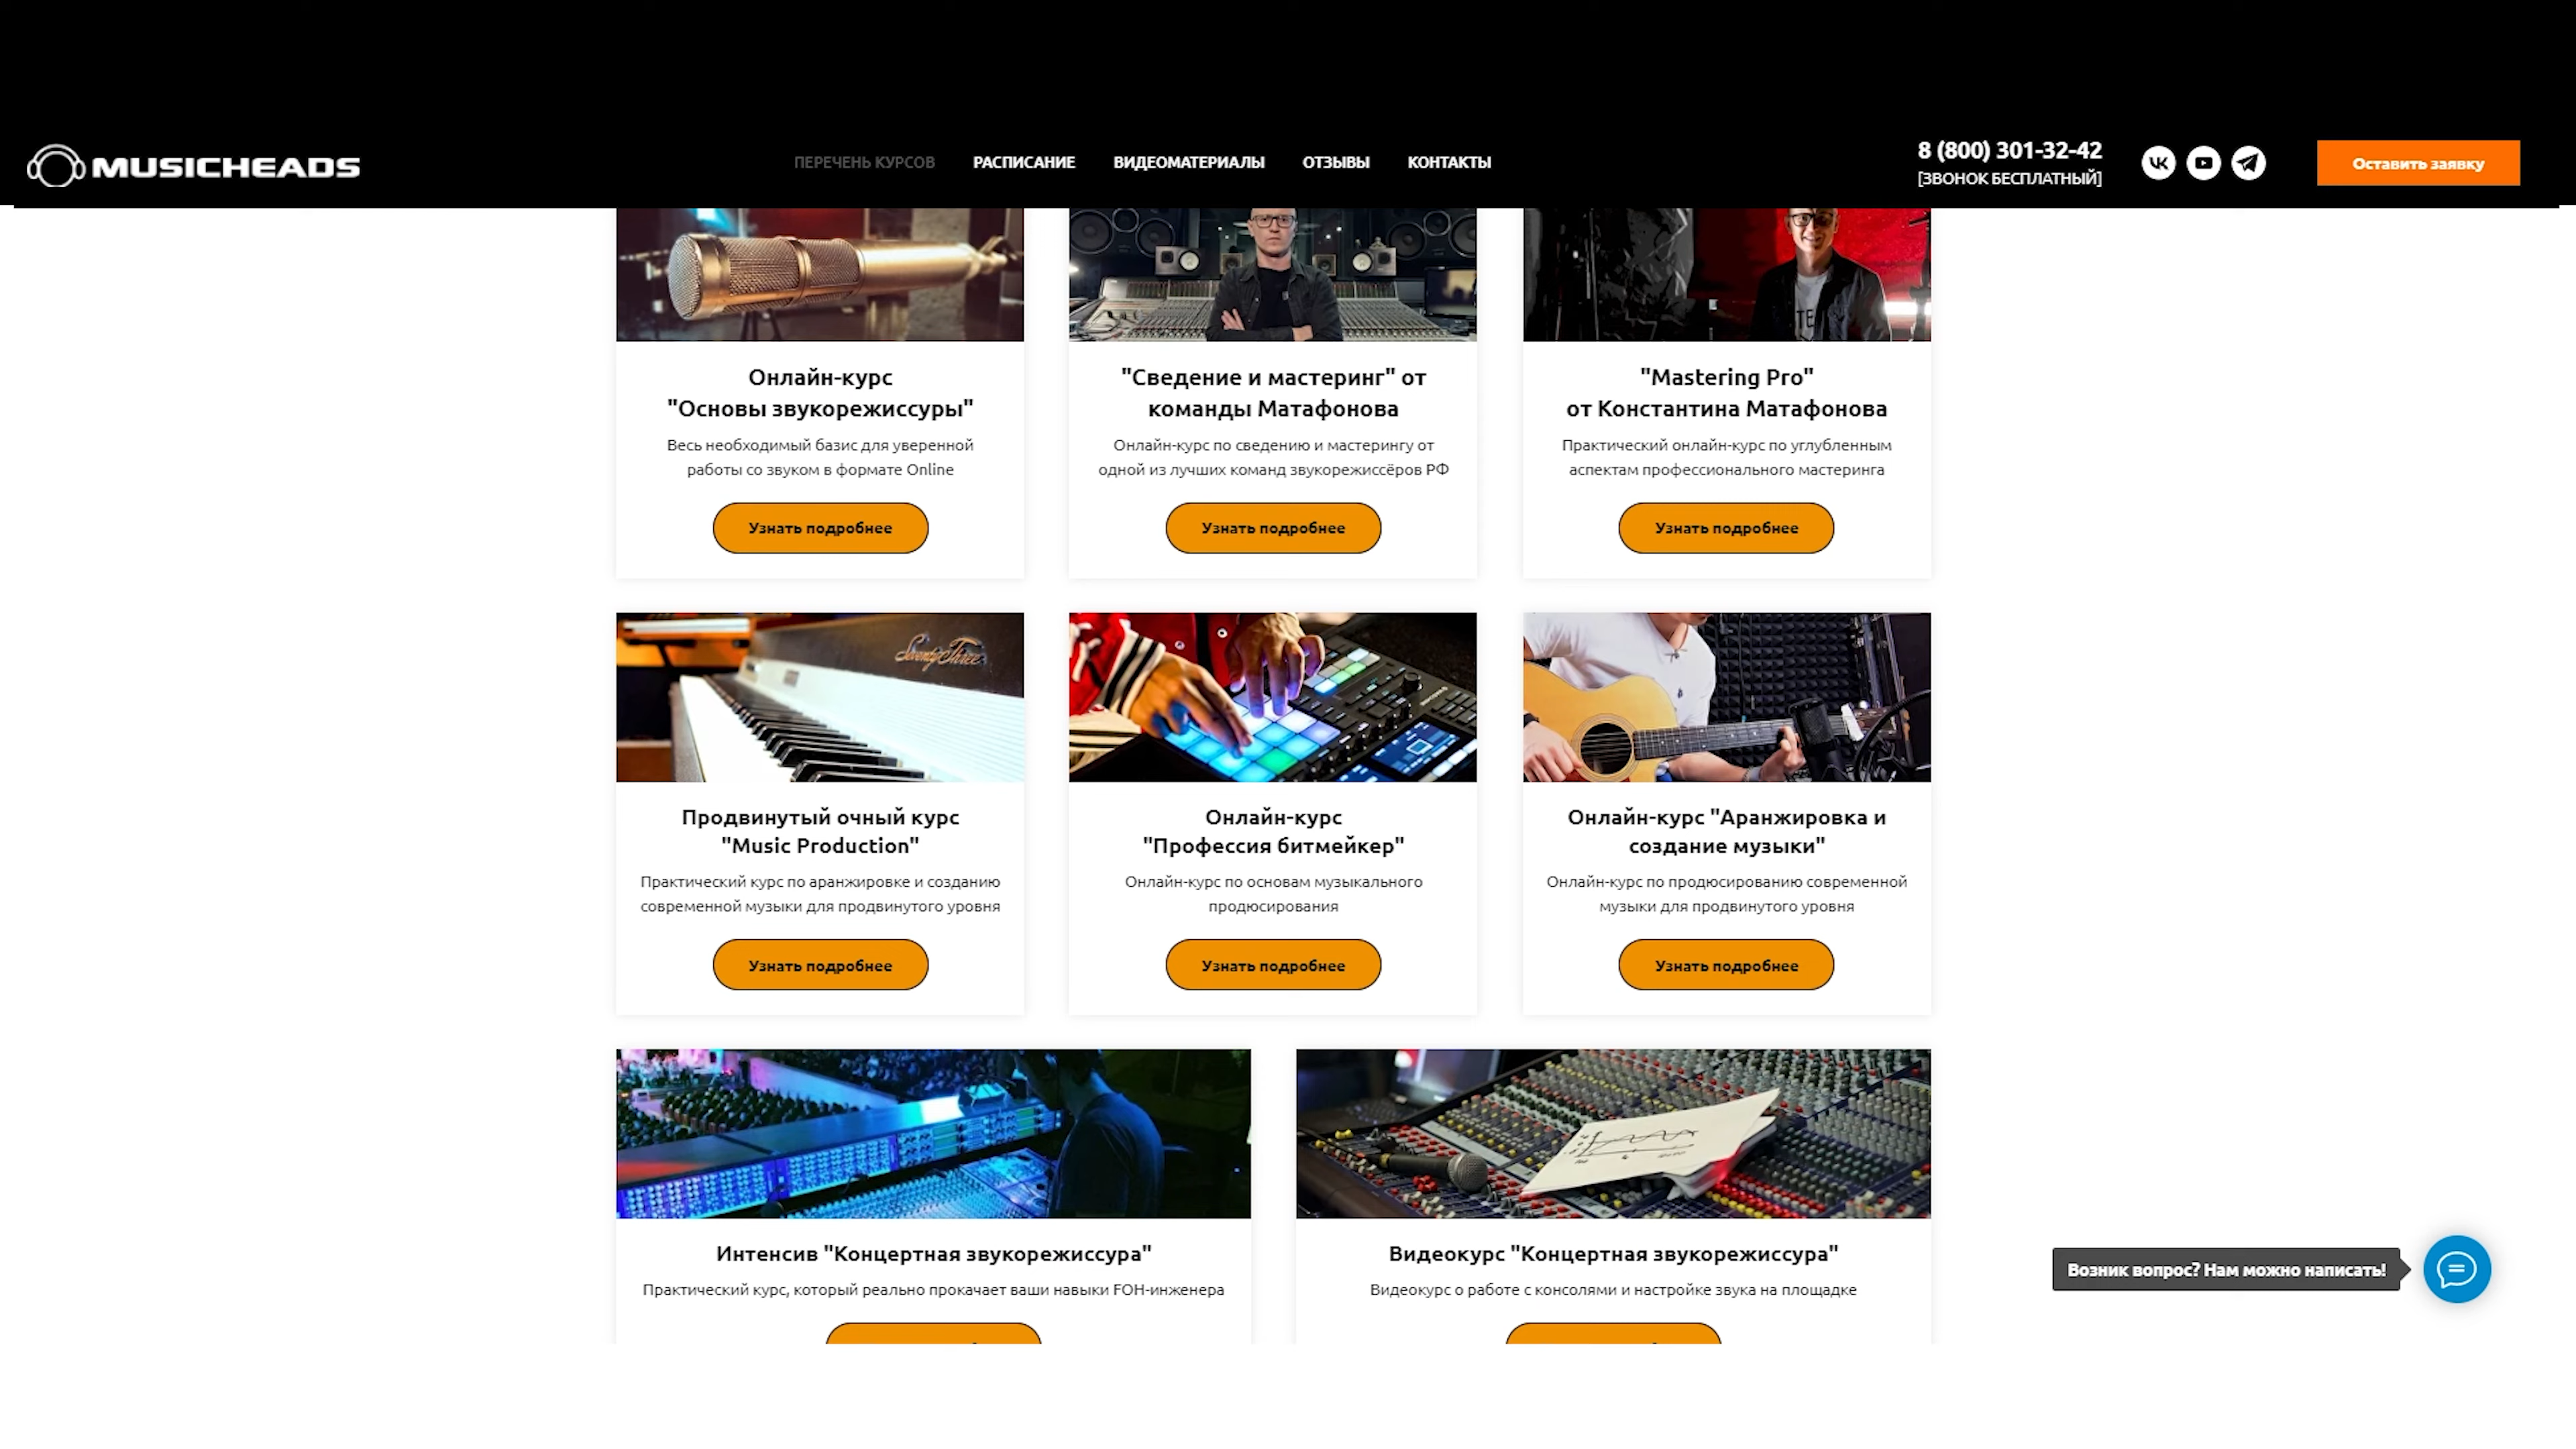 MUSICHEADS
ПЕРЕЧЕНЬ КУРСОВ
РАСПИСАНИЕ
ВИДЕОМАТЕРИАЛЫ
ОТЗЫВЫ
КОНТАКТЫ
8 (800) 301-32-42
[ЗВОНОК БЕСПЛАТНЫЙ]
Оставить заявку
Онлайн-курс
"Основы звукорежиссуры"
Весь необходимый базис для уверенной
работы со звуком в формате Online
Узнать подробнее
"Сведение и мастеринг" от
команды Матафонова
Онлайн-курс по сведению и мастерингу от
одной из лучших команд звукорежиссёров РФ
Узнать подробнее
"Mastering Pro"
от Константина Матафонова
Практический онлайн-курс по углубленным
аспектам профессионального мастеринга
Узнать подробнее
Seventy Three
Продвинутый очный курс
"Music Production"
Практический курс по аранжировке и созданию
современной музыки для продвинутого уровня
Узнать подробнее
Онлайн-курс
"Профессия битмейкер"
Онлайн-курс по основам музыкального
продюсирования
Узнать подробнее
Онлайн-курс "Аранжировка и
создание музыки"
Онлайн-курс по продюсированию современной
музыки для продвинутого уровня
Узнать подробнее
Интенсив "Концертная звукорежиссура"
Практический курс, который реально прокачает ваши навыки FOH-инженера
Видеокурс "Концертная звукорежиссура"
Видеокурс о работе с консолями и настройке звука на площадке
Возник вопрос? Нам можно написать!